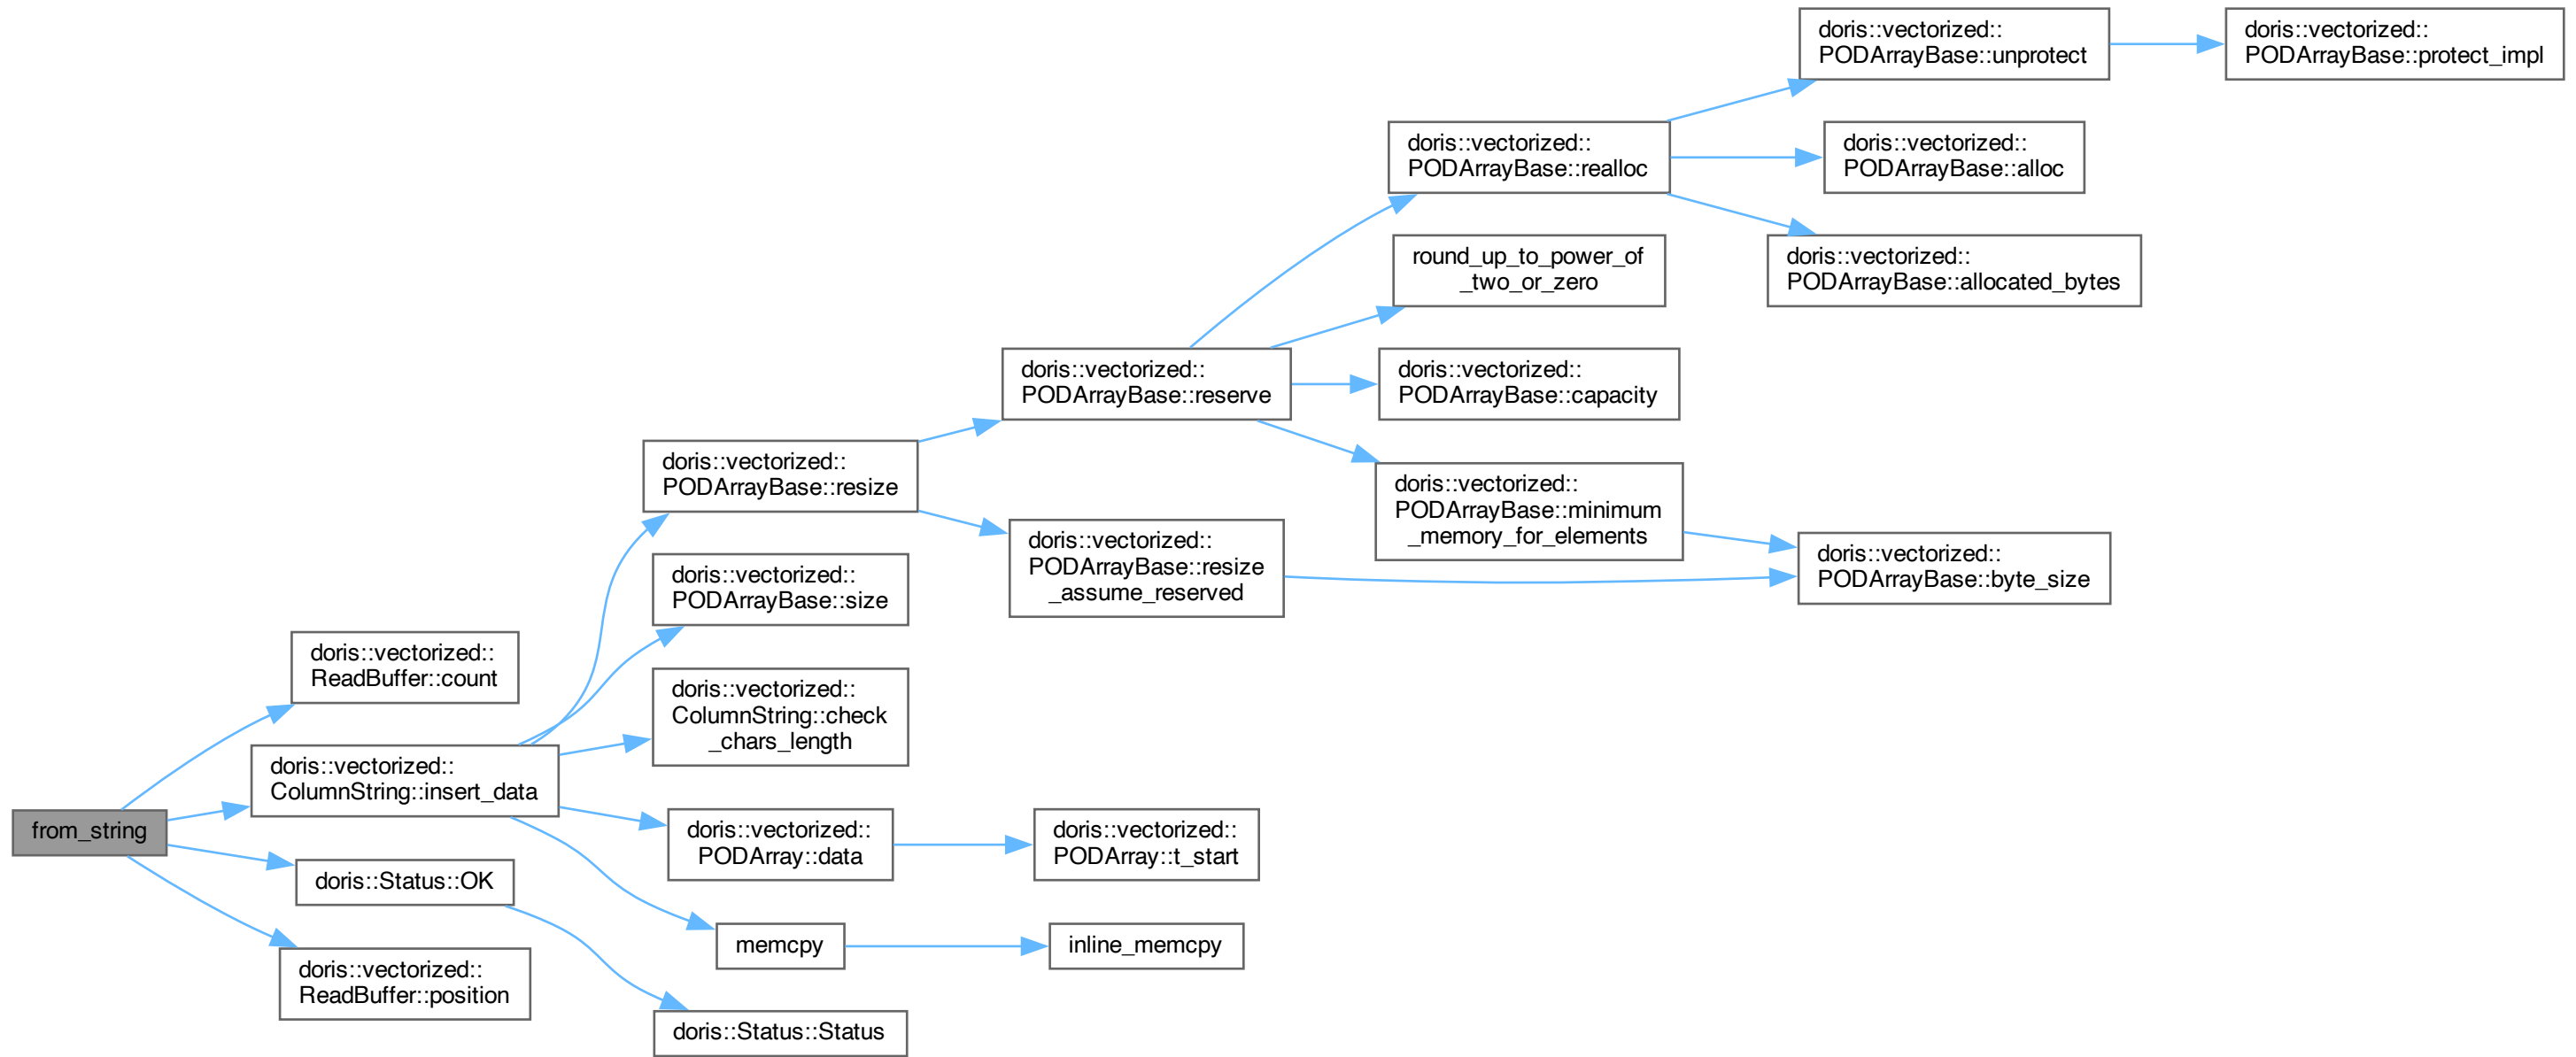 doris::vectorized::
PODArrayBase::unprotect
doris::vectorized::
PODArrayBase::protect_impl
doris::vectorized::
PODArrayBase::realloc
doris::vectorized::
PODArrayBase::alloc
round_up_to_power_of
_two_or_zero
doris::vectorized::
PODArrayBase::allocated_bytes
doris::vectorized::
PODArrayBase::reserve
doris::vectorized::
PODArrayBase::capacity
doris::vectorized::
PODArrayBase::resize
doris::vectorized::
PODArrayBase::minimum
_memory_for_elements
doris::vectorized::
PODArrayBase::resize
_assume_reserved
doris::vectorized::
PODArrayBase::byte_size
doris::vectorized::
PODArrayBase::size
doris::vectorized::
ReadBuffer::count
doris::vectorized::
ColumnString::check
_chars_length
doris::vectorized::
ColumnString::insert_data
from_string
doris::vectorized::
PODArray::data
doris::vectorized::
PODArray::t_start
doris::Status::OK
memcpy
inline_memcpy
doris::vectorized::
ReadBuffer::position
doris::Status::Status